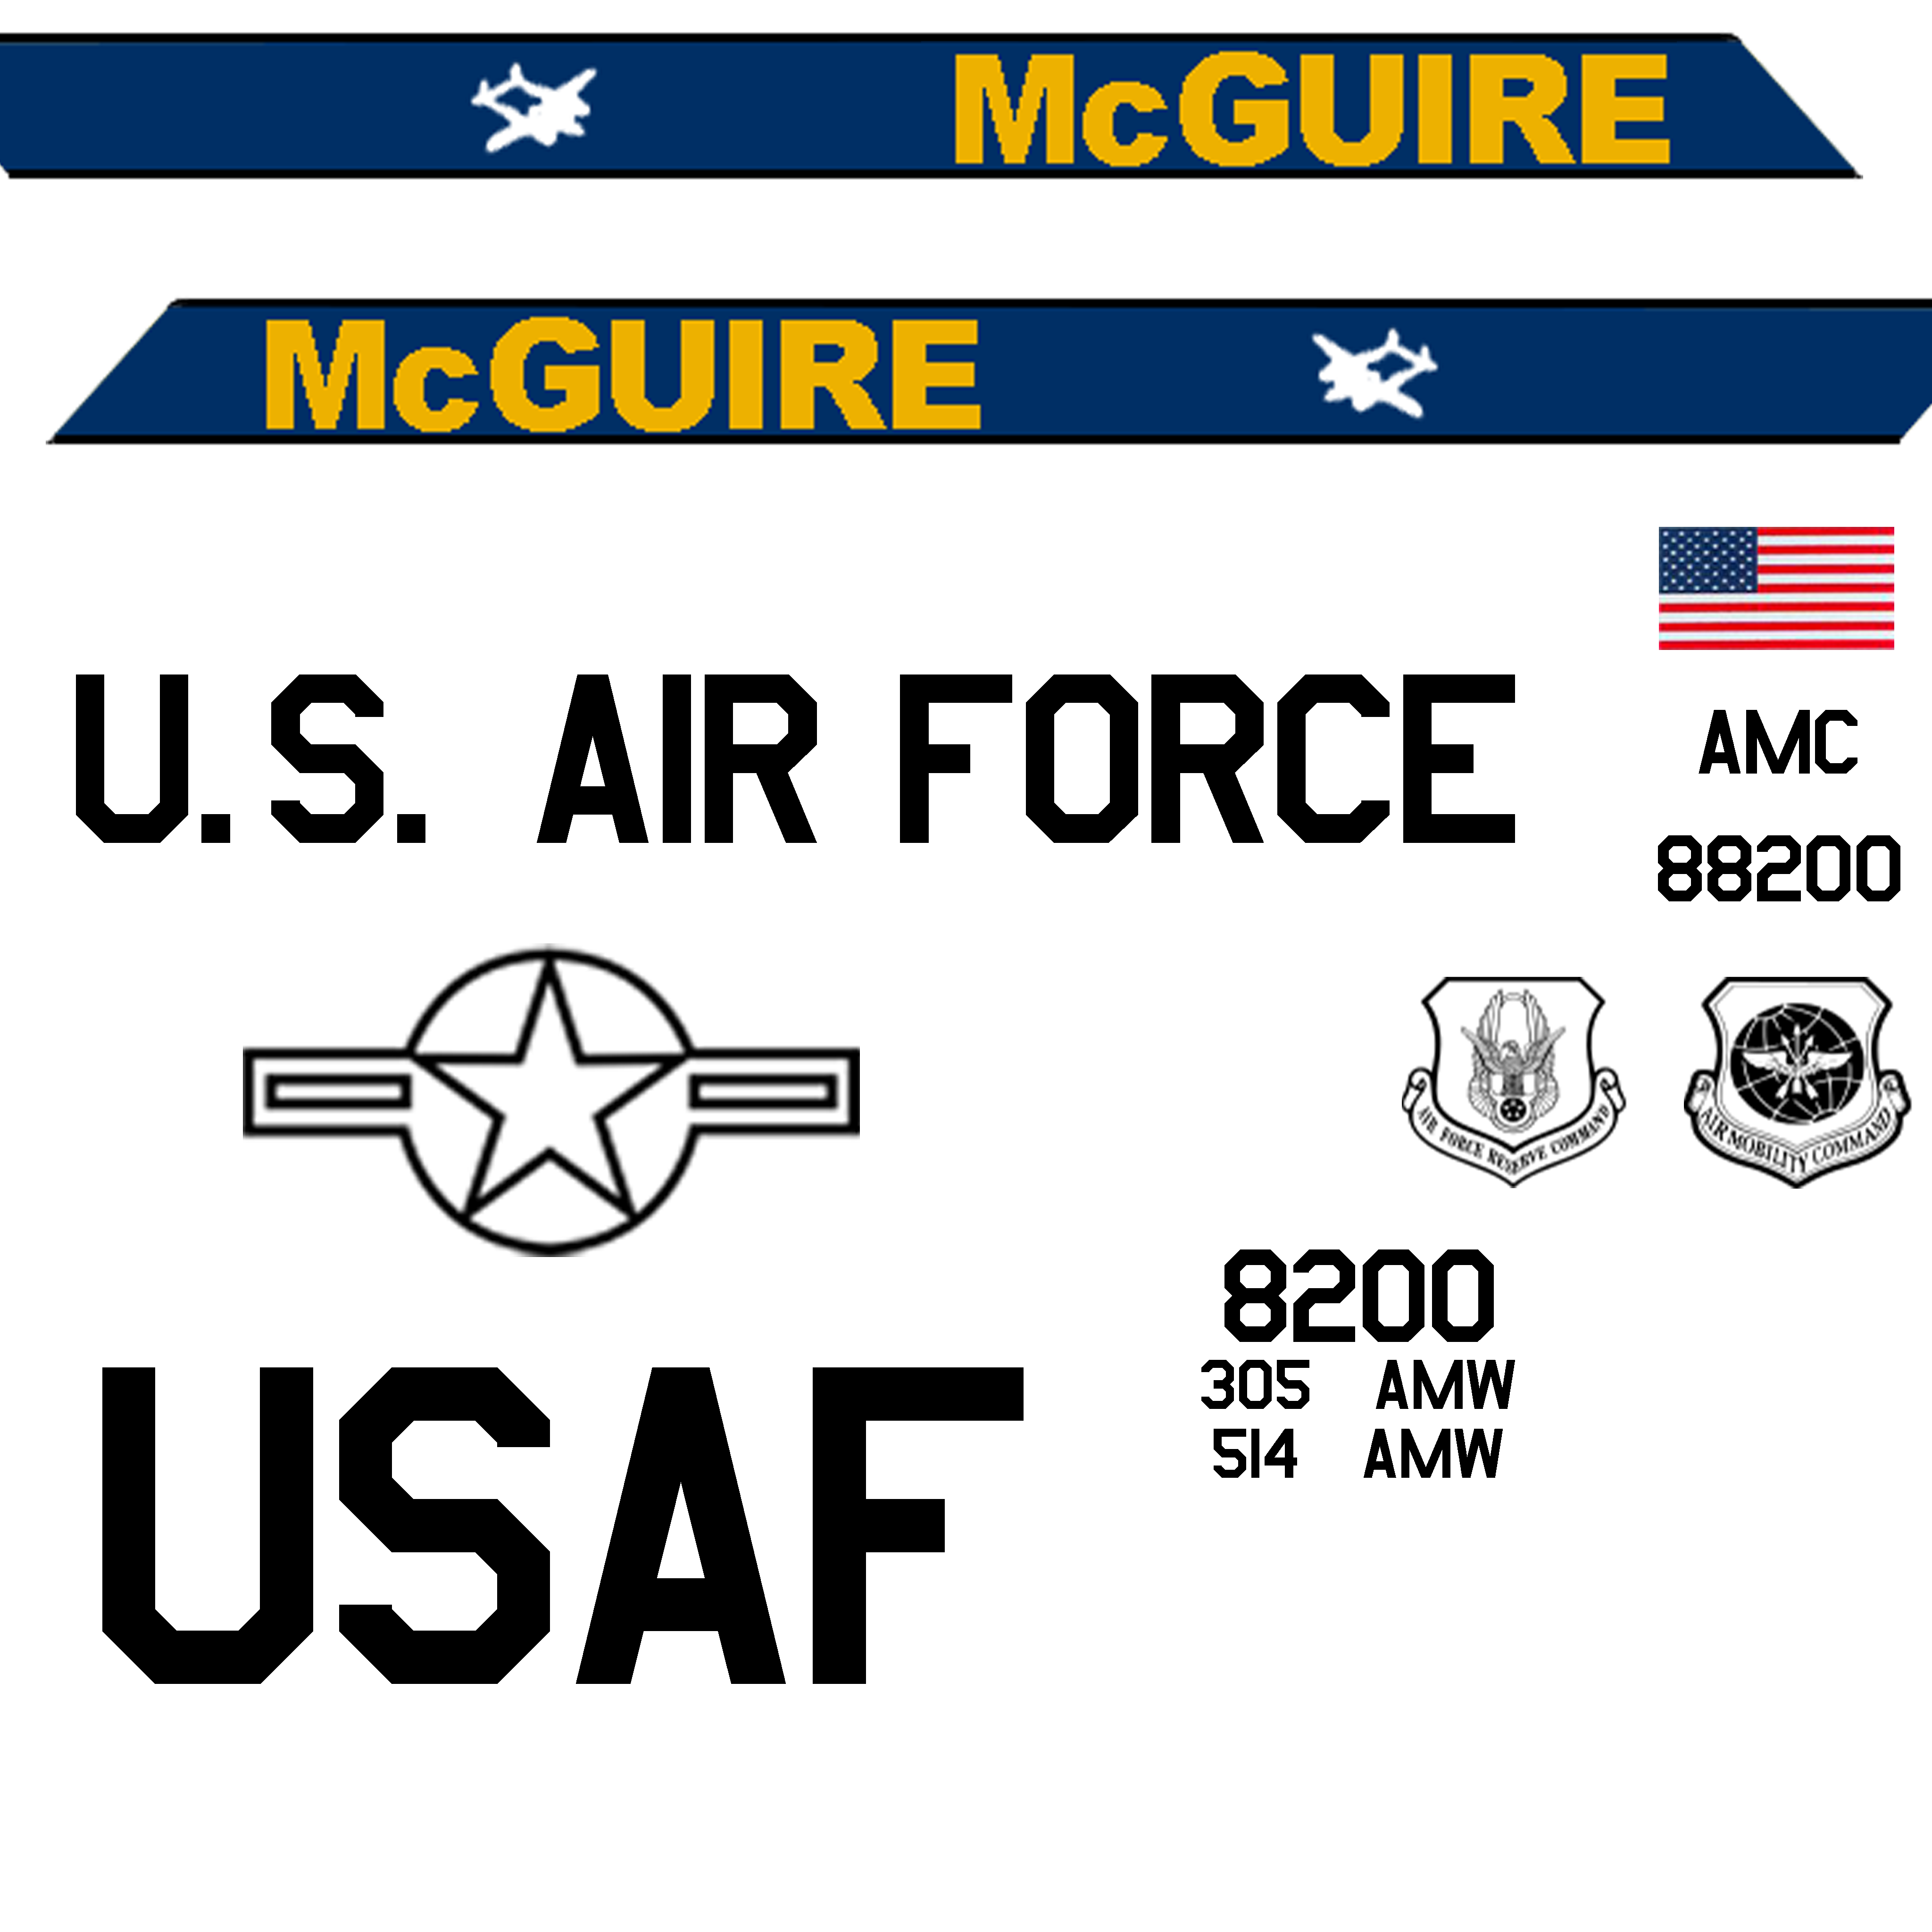 McGUIRE
McGUIRE
U.S. AIR FORCE
AMC
88200
AIR FORCE RESERVE COMMAND
AIR MOBILITY COMMAND
8200
305 AMW
514 AMW
USAF